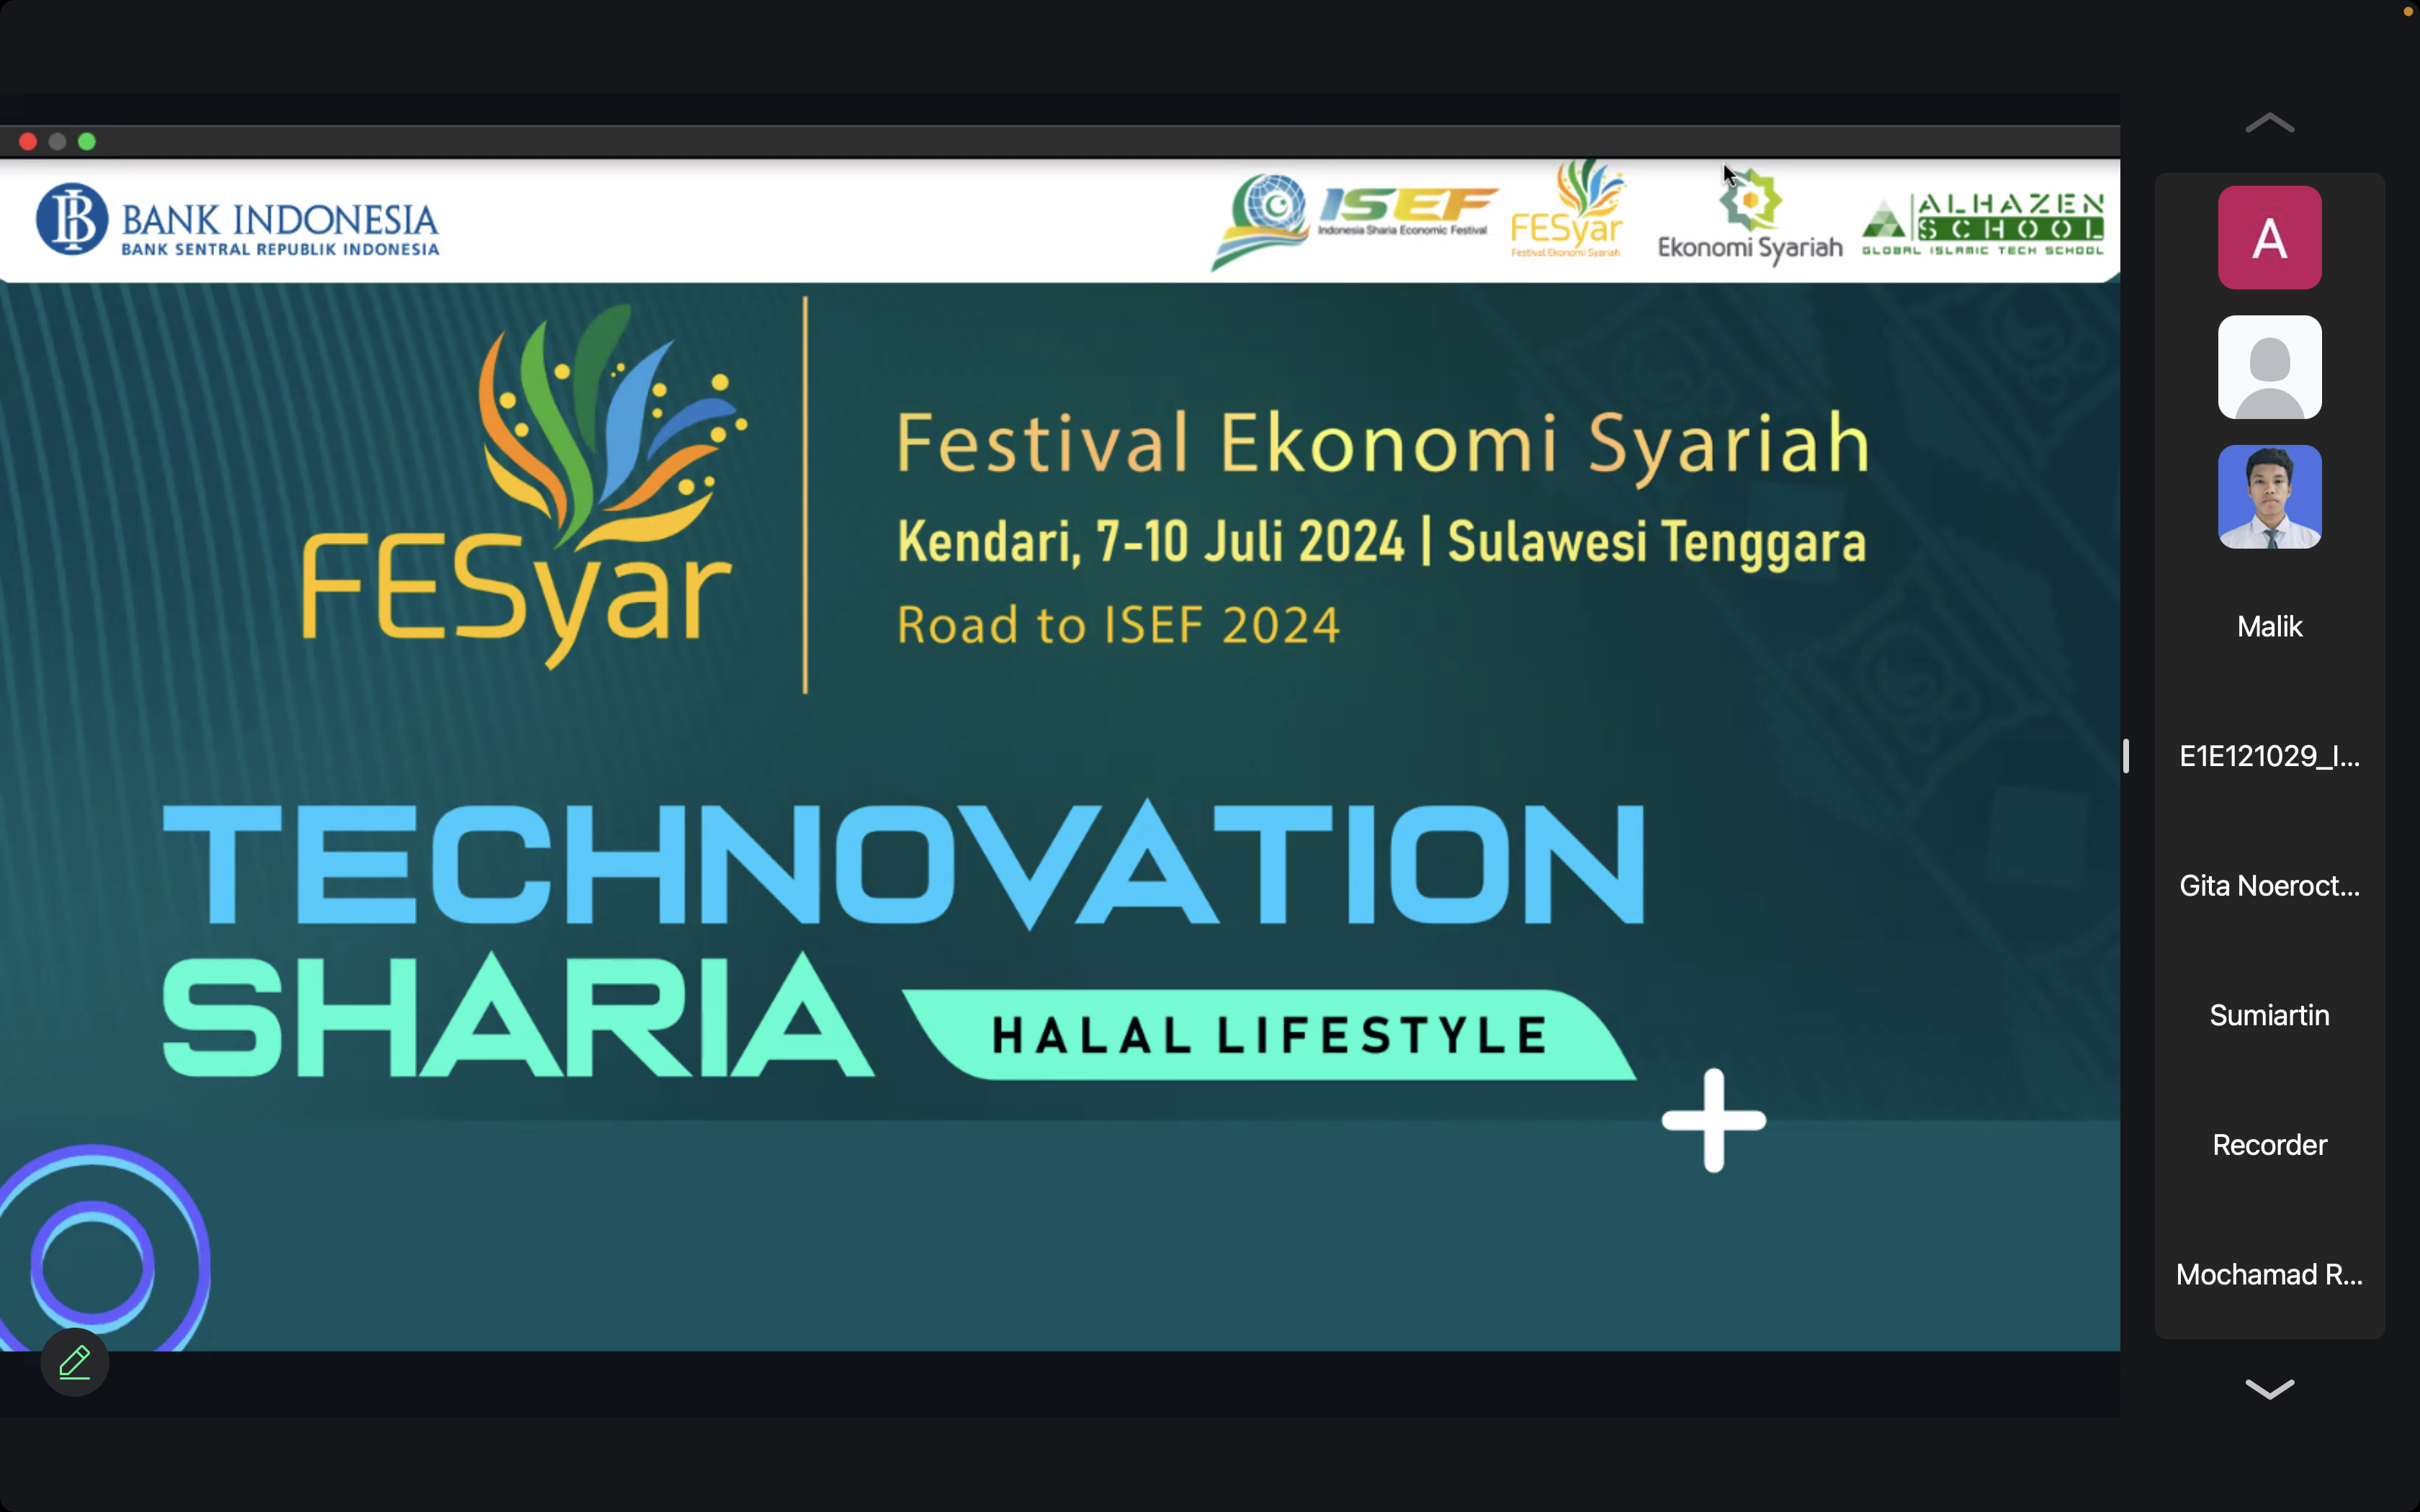 BANK INDONESIA
BANK SENTRAL REPUBLIK INDONESIA
ISEF
Indonesia Sharia Economic Festival
FESyar
Festival Ekonomi Syariah
Ekonomi Syariah
ALHAZEN
SCHOOL
GLOBAL ISLAMIC TECH SCHOOL
FESyar
Festival Ekonomi Syariah
Kendari, 7-10 Juli 2024 | Sulawesi Tenggara
Road to ISEF 2024
TECHNOVATION
SHARIA
HALAL LIFESTYLE
A
Malik
E1E121029_I...
Gita Noeroct...
Sumiartin
Recorder
Mochamad R...